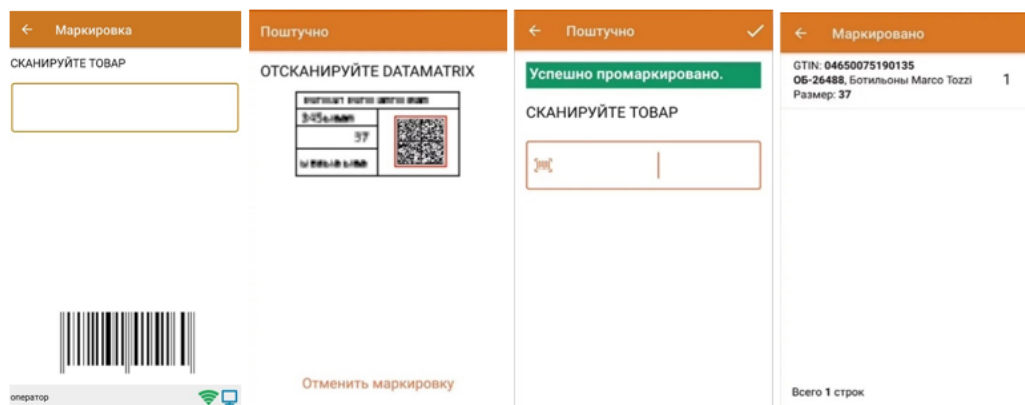 Маркировка
СКАНИРУЙТЕ ТОВАР
оператор
Поштучно
ОТСКАНИРУЙТЕ DATAMATRIX
37
Отменить маркировку
Поштучно
Успешно промаркировано.
СКАНИРУЙТЕ ТОВАР
Маркировано
GTIN: 04650075190135
ОБ-26488, Ботильоны Marco Tozzi 1
Размер: 37
Всего 1 строк